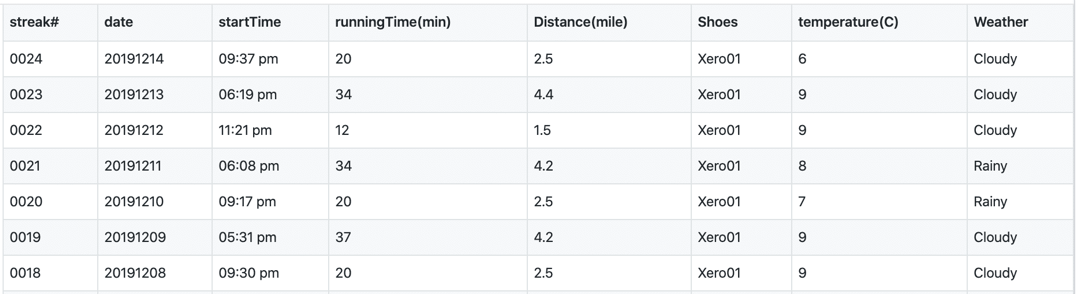 streak# date startTime runningTime(min) Distance(mile) Shoes temperature(C) Weather
0024 20191214 09:37 pm 20 2.5 Xero01 6 Cloudy
0023 20191213 06:19 pm 34 4.4 Xero01 9 Cloudy
0022 20191212 11:21 pm 12 1.5 Xero01 9 Cloudy
0021 20191211 06:08 pm 34 4.2 Xero01 8 Rainy
0020 20191210 09:17 pm 20 2.5 Xero01 7 Rainy
0019 20191209 05:31 pm 37 4.2 Xero01 9 Cloudy
0018 20191208 09:30 pm 20 2.5 Xero01 9 Cloudy